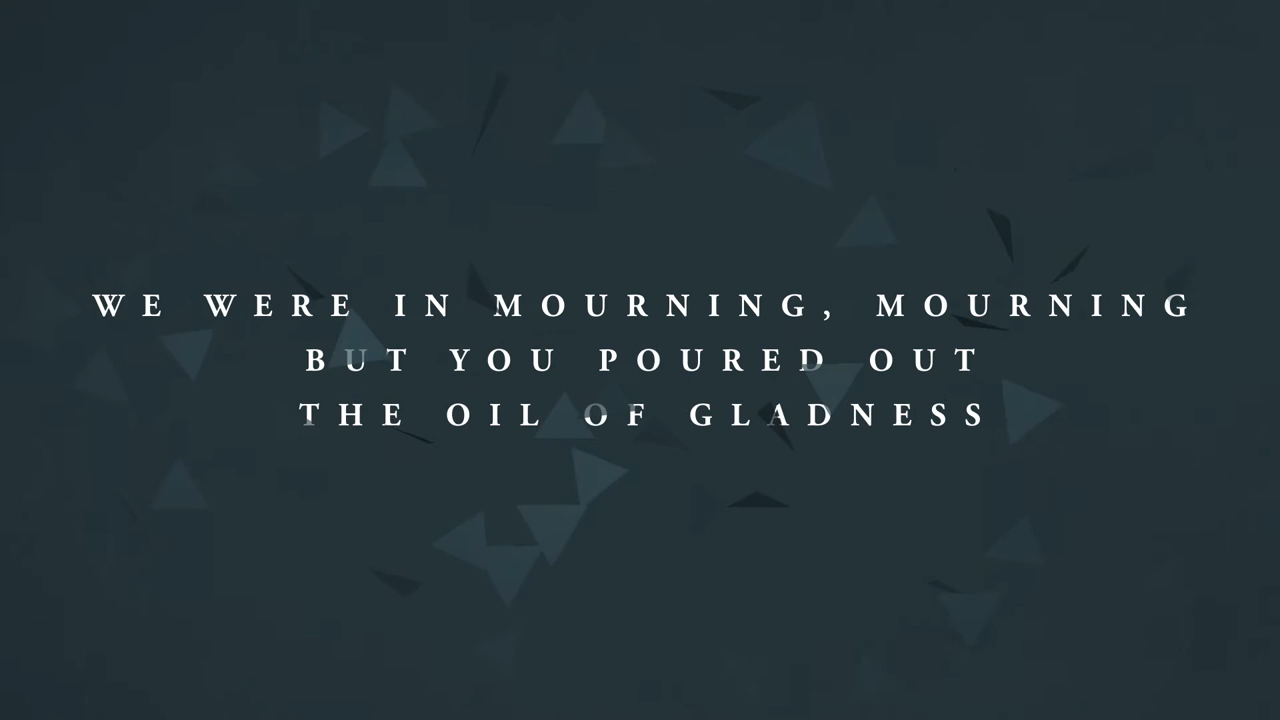 WE WERE IN MOURNING, MOURNING
BUT YOU POURED OUT
THE OIL OF GLADNESS